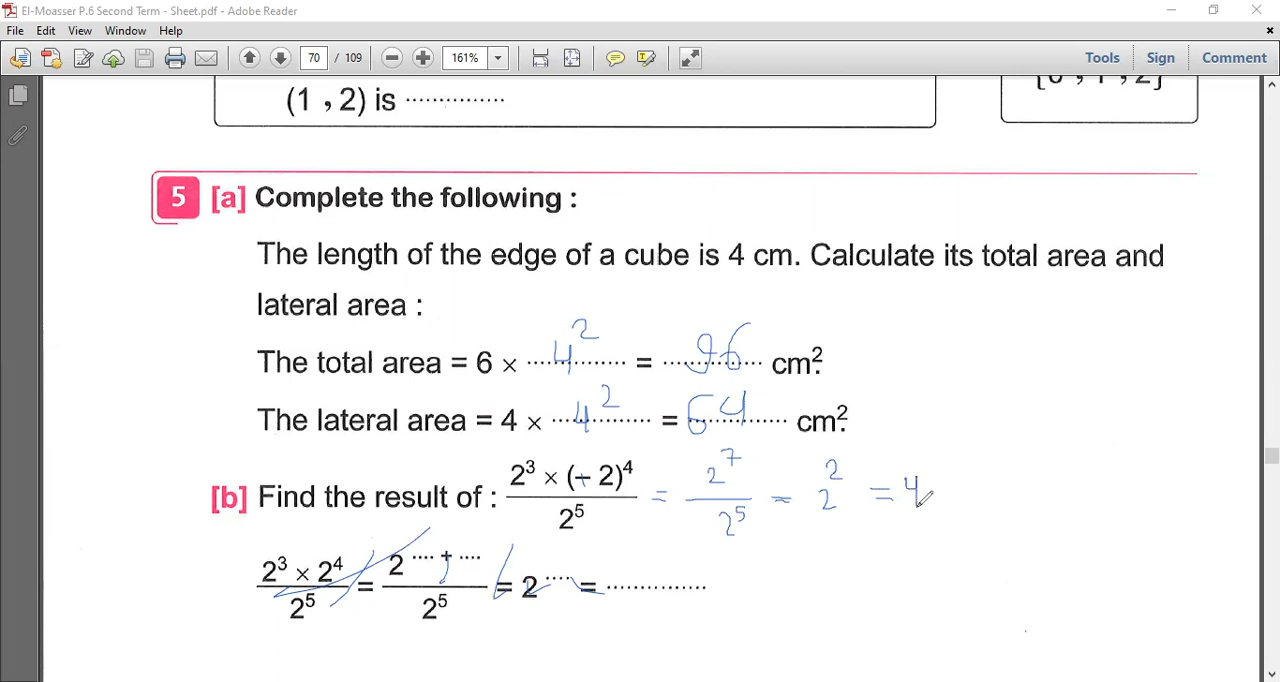 El-Moasser P.6 Second Term - Sheet.pdf - Adobe Reader
File Edit View Window Help
70 / 109 161% Tools Sign Comment
(1 , 2) is ...............
5 [a] Complete the following :
The length of the edge of a cube is 4 cm. Calculate its total area and
lateral area :
The total area = 6 × 4² = 96 cm².
The lateral area = 4 × 4² = 64 cm².
[b] Find the result of : 2³ × (– 2)⁴ / 2⁵ = 2⁷ / 2⁵ = 2² = 4
2³ × 2⁴ / 2⁵ = 2 ···· + ···· / 2⁵ = 2 ···· = ··············